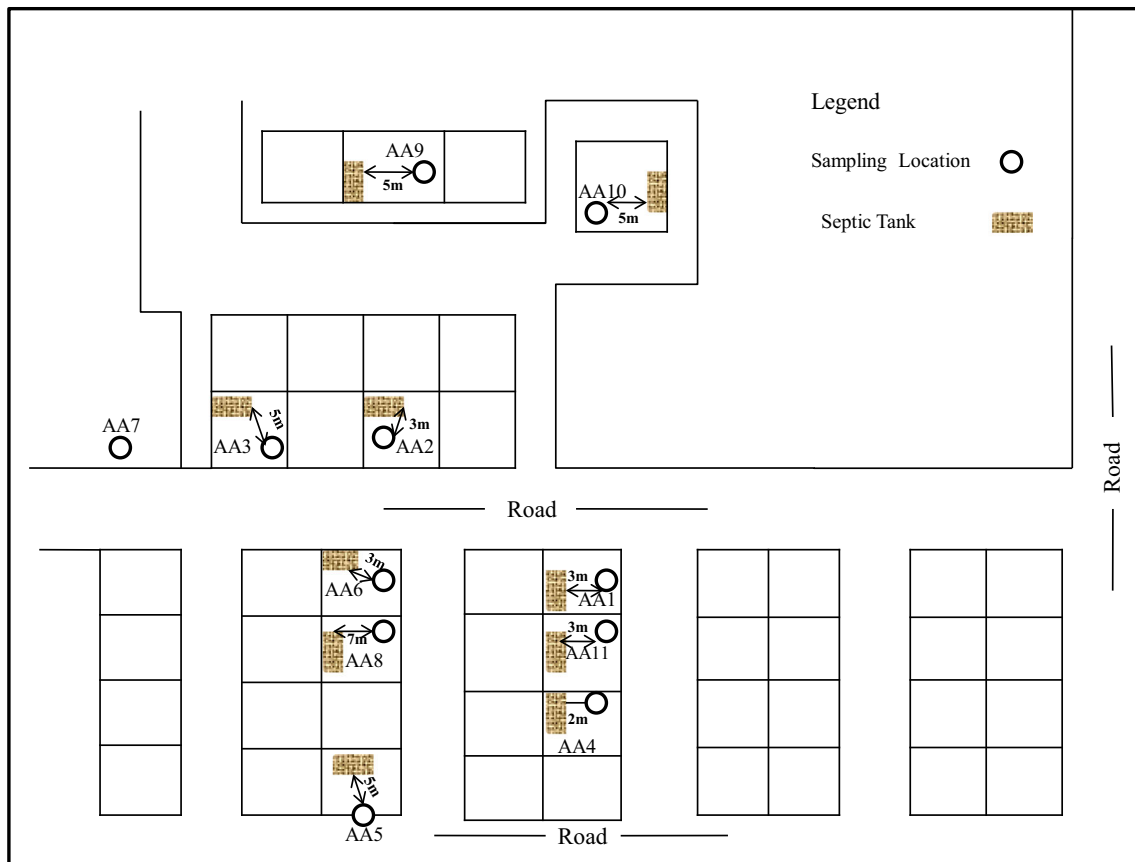 Legend
Sampling Location
Septic Tank
AA9
5m
AA10
5m
AA7
5m
AA3
3m
AA2
Road
Road
3m
AA6
7m
AA8
5m
AA5
3m
AA1
3m
AA11
2m
AA4
Road